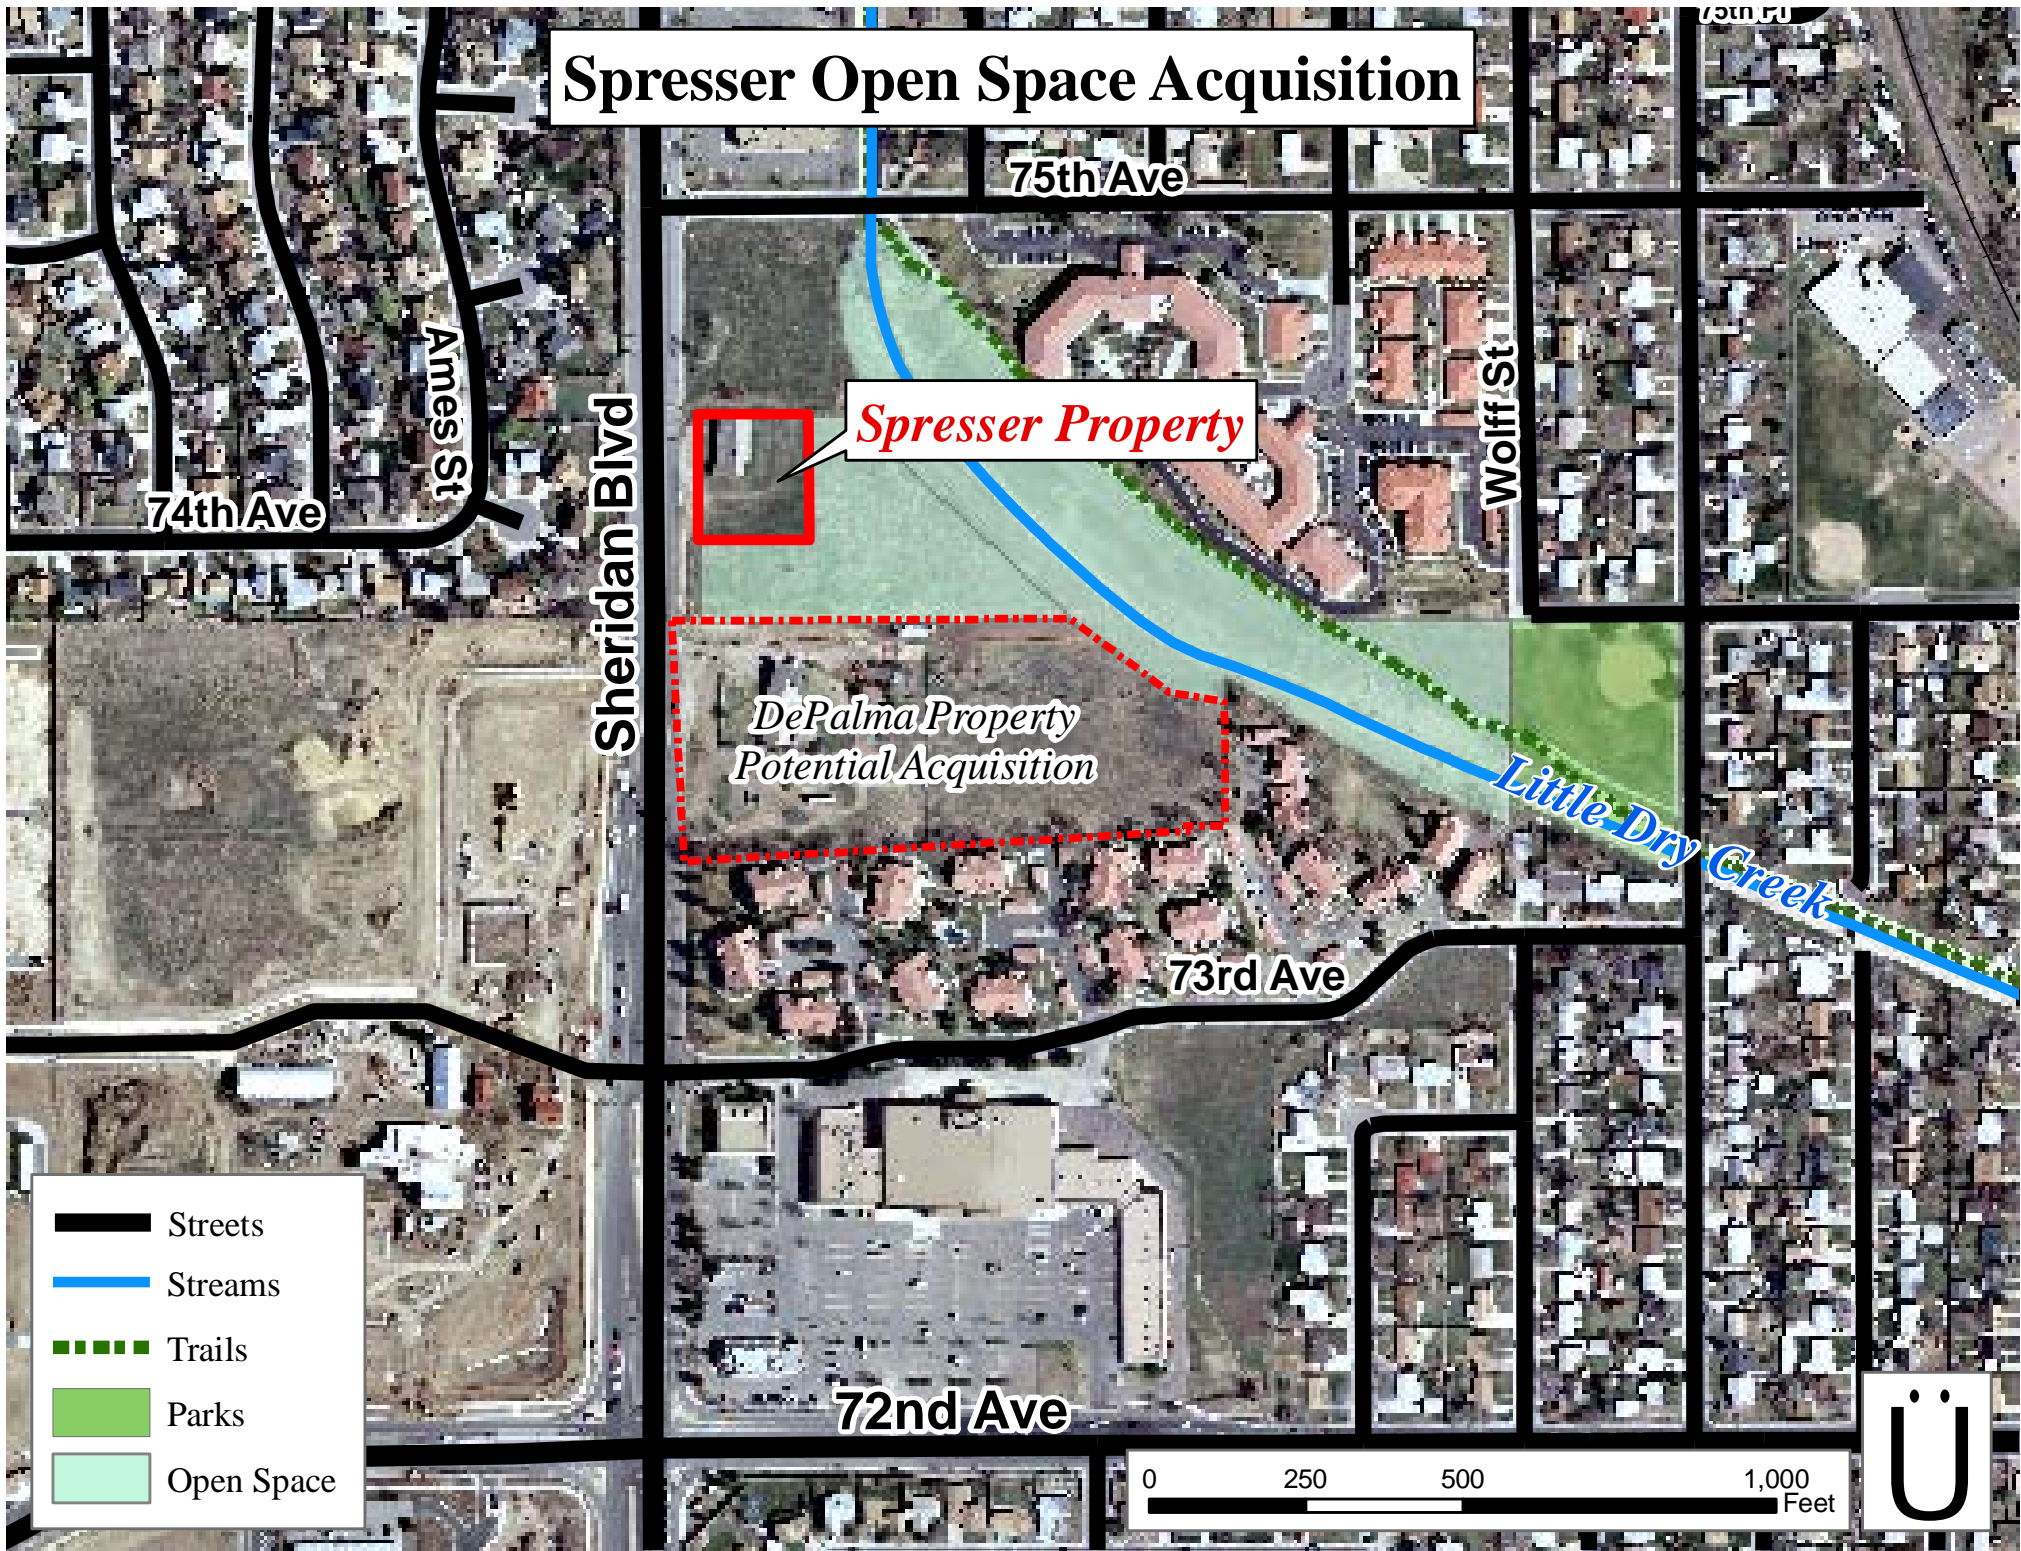 75th Pl
Spresser Open Space Acquisition
75th Ave
Ames St
Wolff St
Sheridan Blvd
Spresser Property
74th Ave
DePalma Property
Potential Acquisition
Little Dry Creek
73rd Ave
Streets
Streams
Trails
Parks
Open Space
72nd Ave
0 250 500 1,000
Feet
Ü